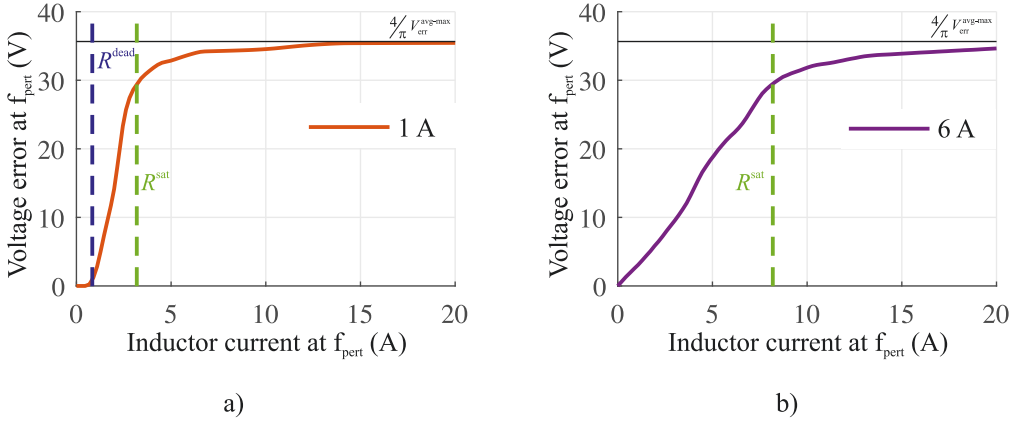 4/π V_err^avg-max
R^dead
R^sat
1 A
40
30
20
10
0
0 5 10 15 20
Voltage error at f_pert (V)
Inductor current at f_pert (A)
a)
4/π V_err^avg-max
R^sat
6 A
40
30
20
10
0
0 5 10 15 20
Voltage error at f_pert (V)
Inductor current at f_pert (A)
b)